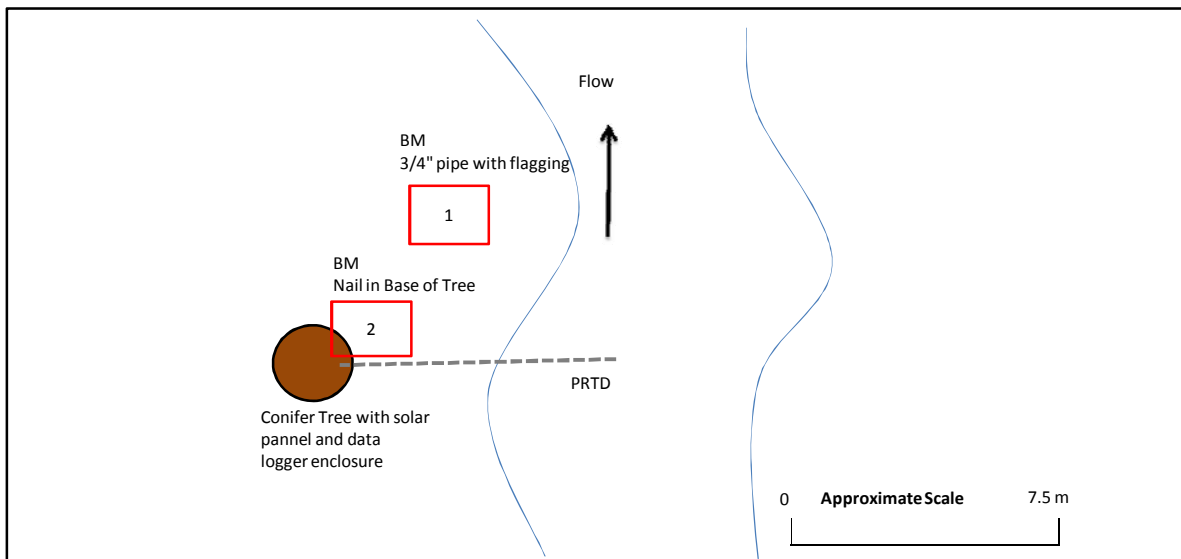 Flow
BM
3/4" pipe with flagging
1
BM
Nail in Base of Tree
2
PRTD
Conifer Tree with solar
pannel and data
logger enclosure
0 Approximate Scale 7.5 m